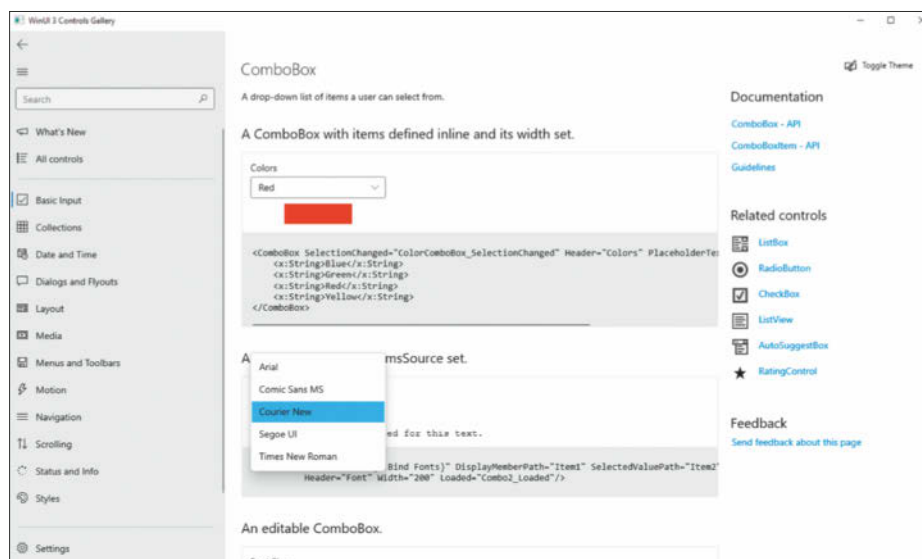 WinUI 3 Controls Gallery
Search
What's New
All controls
Basic Input
Collections
Date and Time
Dialogs and Flyouts
Layout
Media
Menus and Toolbars
Motion
Navigation
Scrolling
Status and Info
Styles
Settings
ComboBox
Toggle Theme
A drop-down list of items a user can select from.
A ComboBox with items defined inline and its width set.
Colors
Red
<ComboBox SelectionChanged="ColorComboBox_SelectionChanged" Header="Colors" PlaceholderTe
<x:String>Blue</x:String>
<x:String>Green</x:String>
<x:String>Red</x:String>
<x:String>Yellow</x:String>
</ComboBox>
A
msSource set.
Arial
Comic Sans MS
Courier New
Segoe UI
Times New Roman
ed for this text.
Bind Fonts}" DisplayMemberPath="Item1" SelectedValuePath="Item2"
Header="Font" Width="200" Loaded="Combo2_Loaded"/>
An editable ComboBox.
Documentation
ComboBox - API
ComboBoxItem - API
Guidelines
Related controls
ListBox
RadioButton
CheckBox
ListView
AutoSuggestBox
RatingControl
Feedback
Send feedback about this page